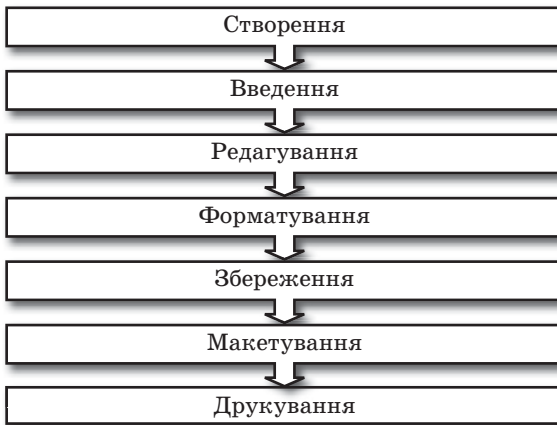 Створення
Введення
Редагування
Форматування
Збереження
Макетування
Друкування